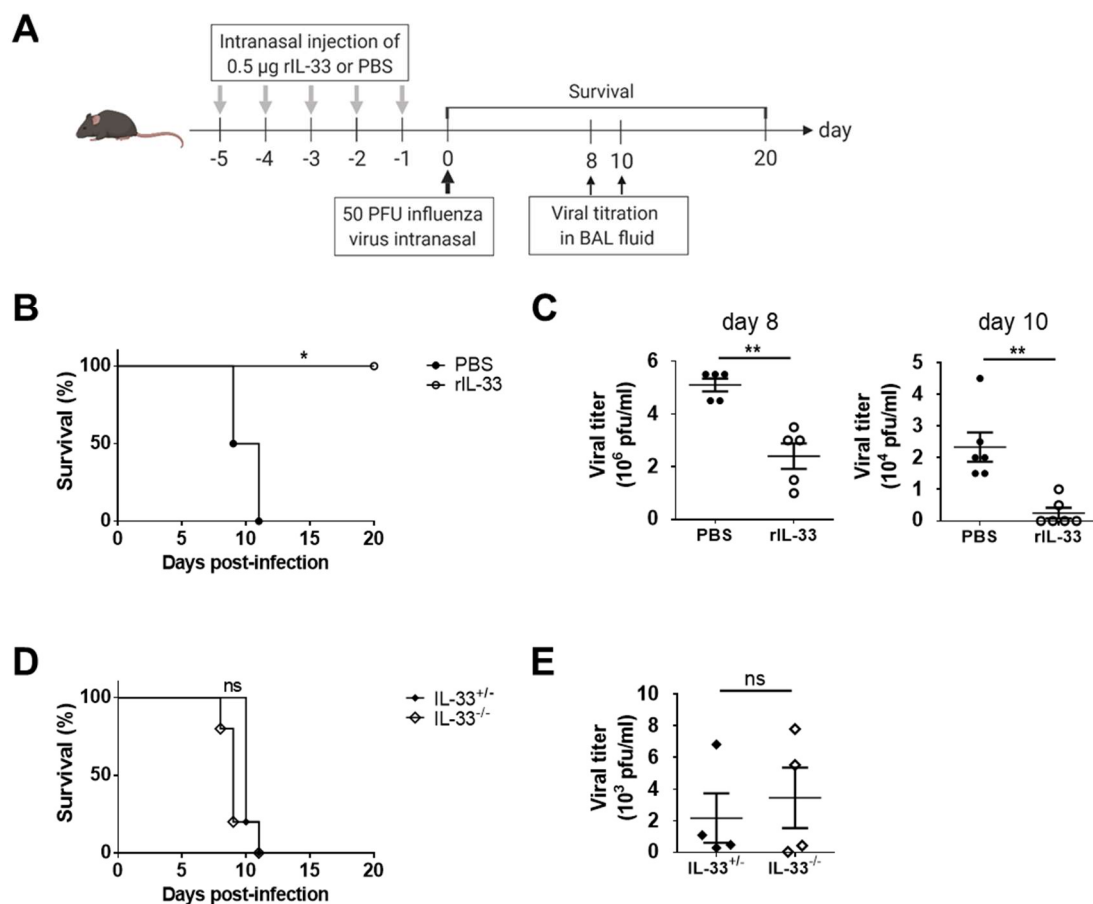 A
Intranasal injection of
0.5 µg rIL-33 or PBS
Survival
day
-5 -4 -3 -2 -1 0 8 10 20
50 PFU influenza
virus intranasal
Viral titration
in BAL fluid
B
Survival (%)
100
50
0
*
PBS
rIL-33
0 5 10 15 20
Days post-infection
C
day 8
**
Viral titer
(10⁶ pfu/ml)
6
4
2
0
PBS rIL-33
day 10
**
Viral titer
(10⁴ pfu/ml)
5
4
3
2
1
0
PBS rIL-33
D
Survival (%)
100
50
0
ns
IL-33⁺/⁻
IL-33⁻/⁻
0 5 10 15 20
Days post-infection
E
ns
Viral titer
(10³ pfu/ml)
10
8
6
4
2
0
IL-33⁺/⁻ IL-33⁻/⁻